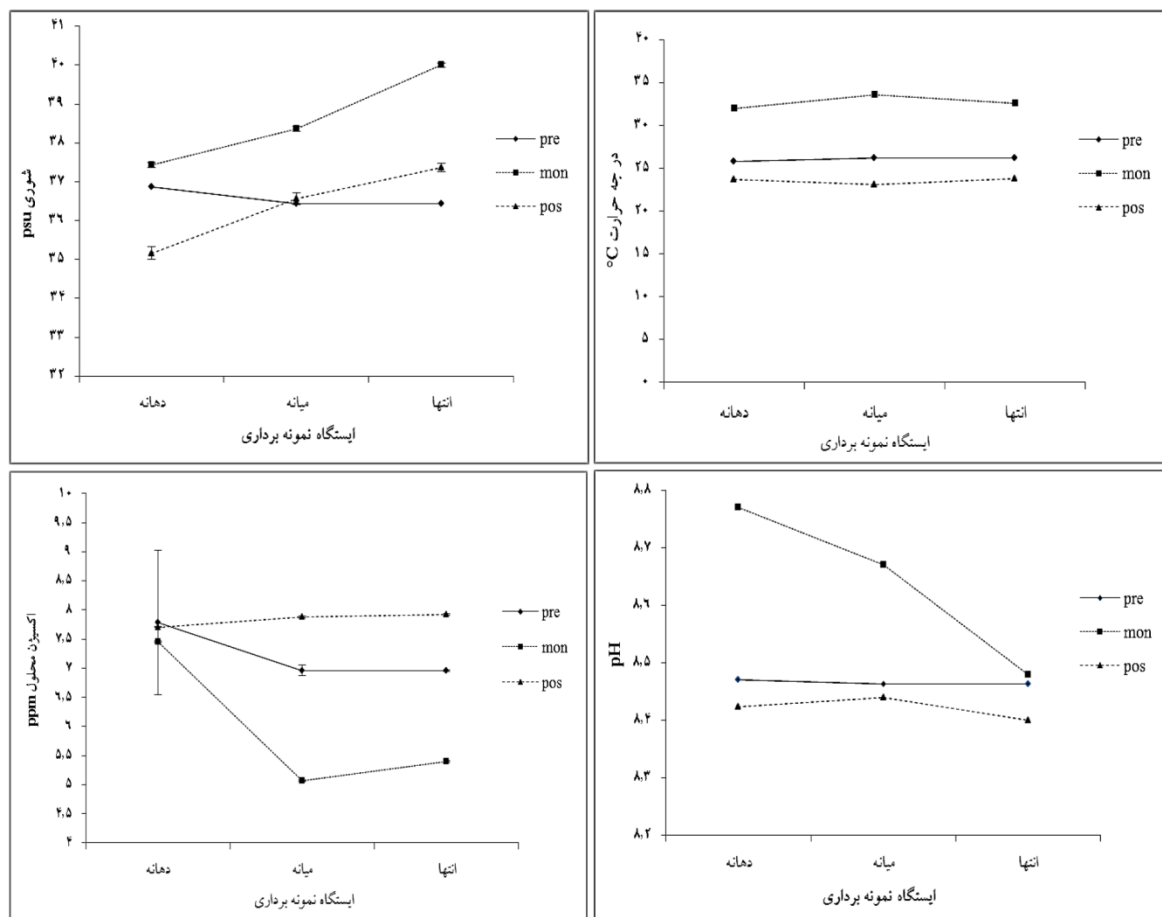 شوری psu
۴۱
۴۰
۳۹
۳۸
۳۷
۳۶
۳۵
۳۴
۳۳
۳۲
دهانه میانه انتها
ایستگاه نمونه برداری
pre
mon
pos
در جه حرارت °C
۴۰
۳۵
۳۰
۲۵
۲۰
۱۵
۱۰
۵
۰
دهانه میانه انتها
ایستگاه نمونه برداری
pre
mon
pos
اکسیژن محلول ppm
۱۰
۹,۵
۹
۸,۵
۸
۷,۵
۷
۶,۵
۶
۵,۵
۵
۴,۵
۴
دهانه میانه انتها
ایستگاه نمونه برداری
pre
mon
pos
pH
۸,۸
۸,۷
۸,۶
۸,۵
۸,۴
۸,۳
۸,۲
دهانه میانه انتها
ایستگاه نمونه برداری
pre
mon
pos